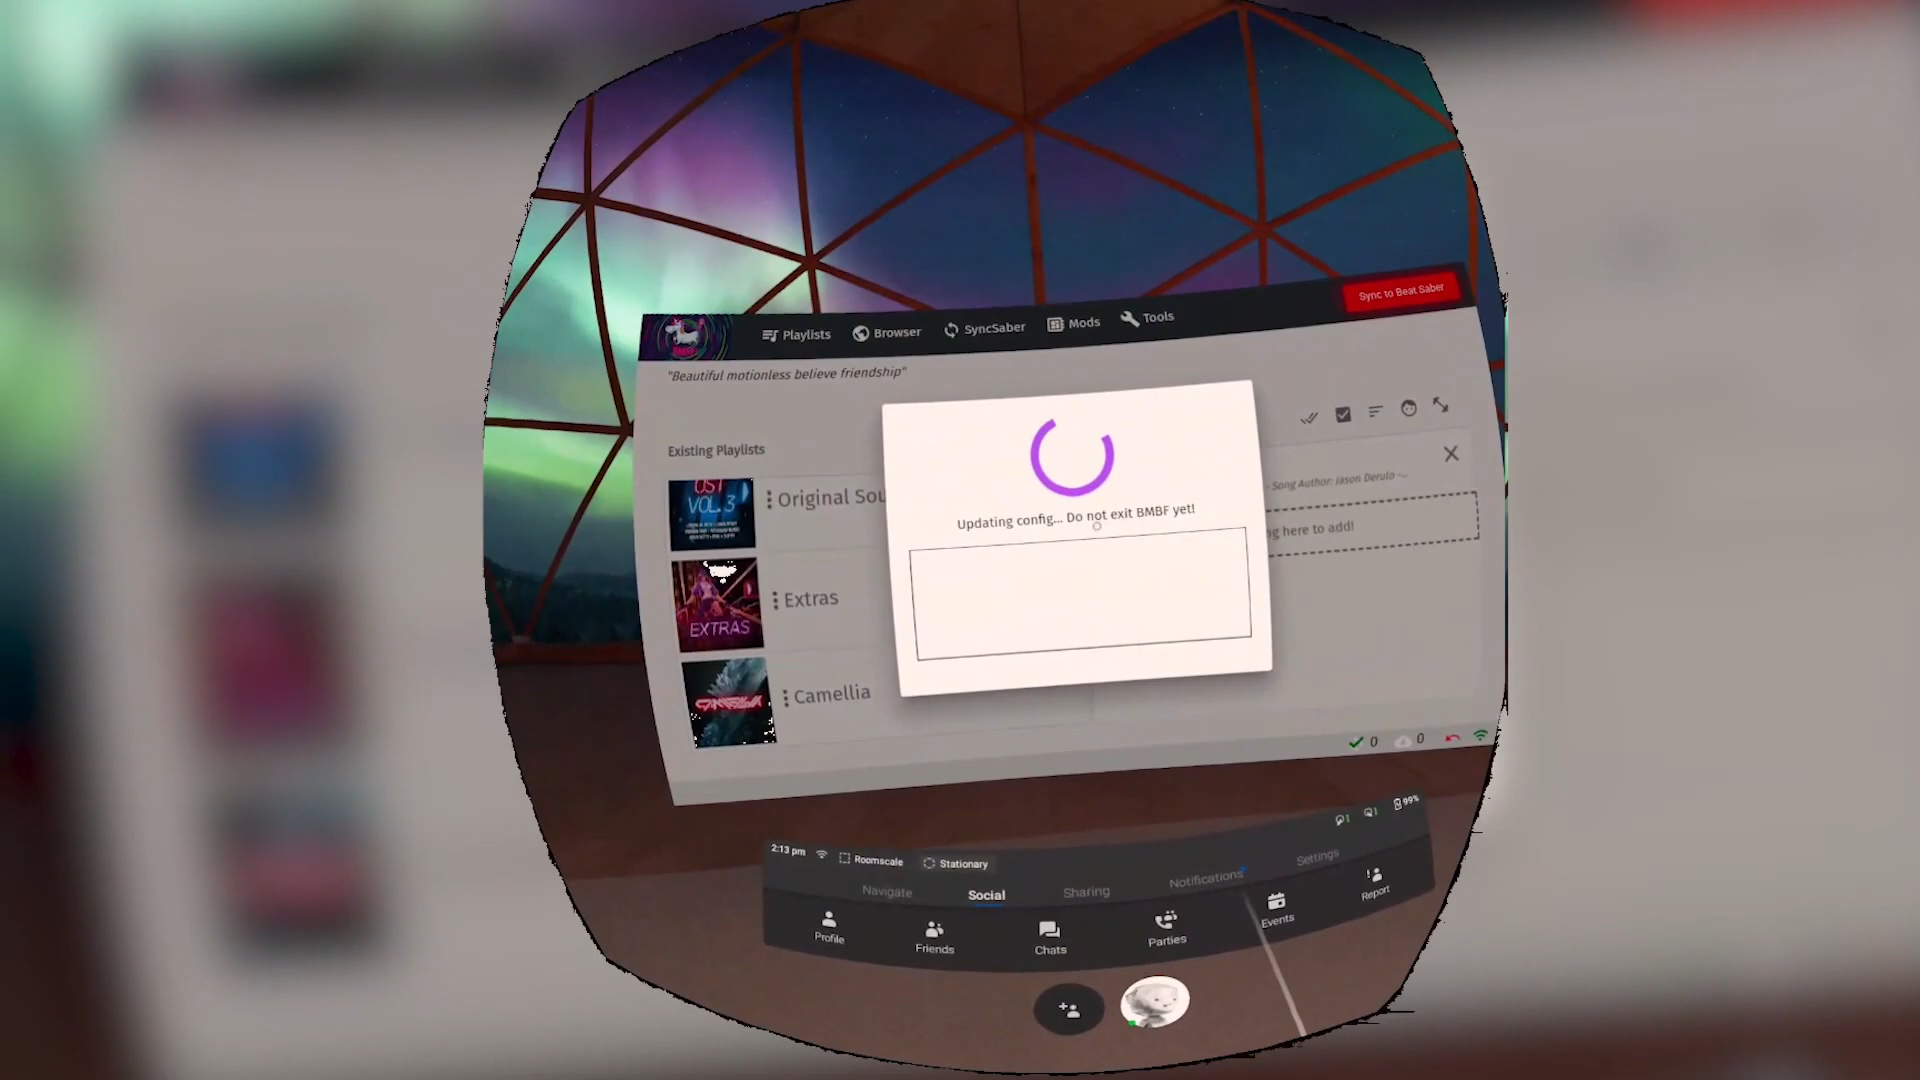 Playlists
Browser
SyncSaber
Mods
Tools
Sync to Beat Saber
"Beautiful motionless believe friendship"
Existing Playlists
OST
VOL.3
Original Sou
EXTRAS
Extras
Camellia
Updating config... Do not exit BMBF yet!
- Song Author: Jason Derulo ~
ng here to add!
0
0
2:13 pm
Roomscale
Stationary
99%
Navigate
Social
Sharing
Notifications
Settings
Profile
Friends
Chats
Parties
Events
Report